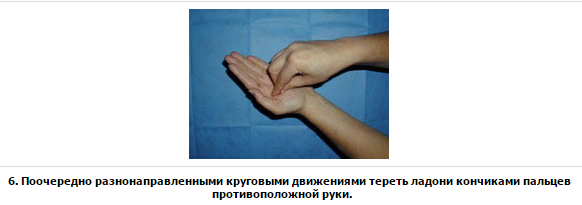 6. Поочередно разнонаправленными круговыми движениями тереть ладони кончиками пальцев
противоположной руки.